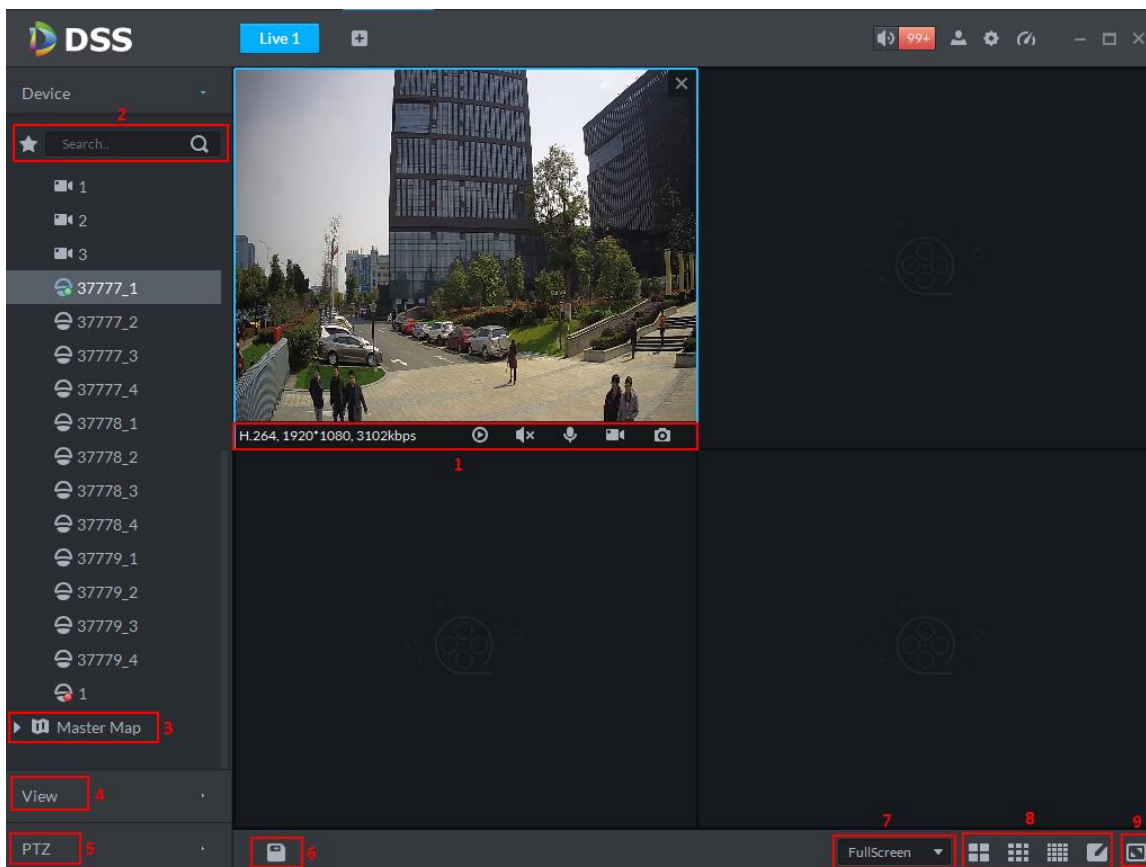 DSS
Live 1
99+
Device
2
Search..
1
2
3
37777_1
37777_2
37777_3
37777_4
37778_1
37778_2
37778_3
37778_4
37779_1
37779_2
37779_3
37779_4
1
Master Map 3
View 4
PTZ 5
H.264, 1920*1080, 3102kbps
1
6
7
FullScreen
8
9